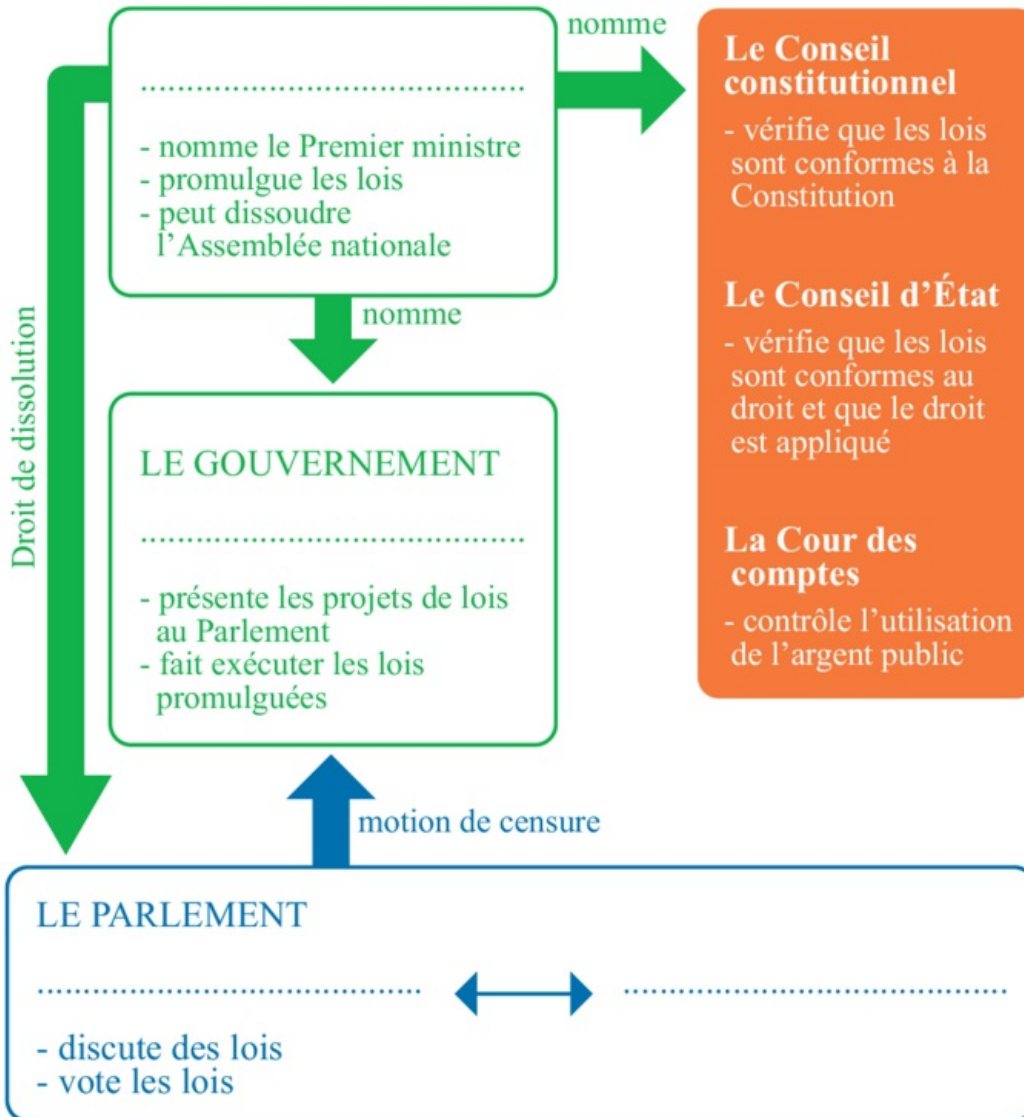 nomme
..................................................
- nomme le Premier ministre
- promulgue les lois
- peut dissoudre
l’Assemblée nationale
Le Conseil
constitutionnel
- vérifie que les lois
sont conformes à la
Constitution
Le Conseil d’État
- vérifie que les lois
sont conformes au
droit et que le droit
est appliqué
La Cour des
comptes
- contrôle l’utilisation
de l’argent public
nomme
Droit de dissolution
LE GOUVERNEMENT
..................................................
- présente les projets de lois
au Parlement
- fait exécuter les lois
promulguées
motion de censure
LE PARLEMENT
.................................................. ..................................................
- discute des lois
- vote les lois